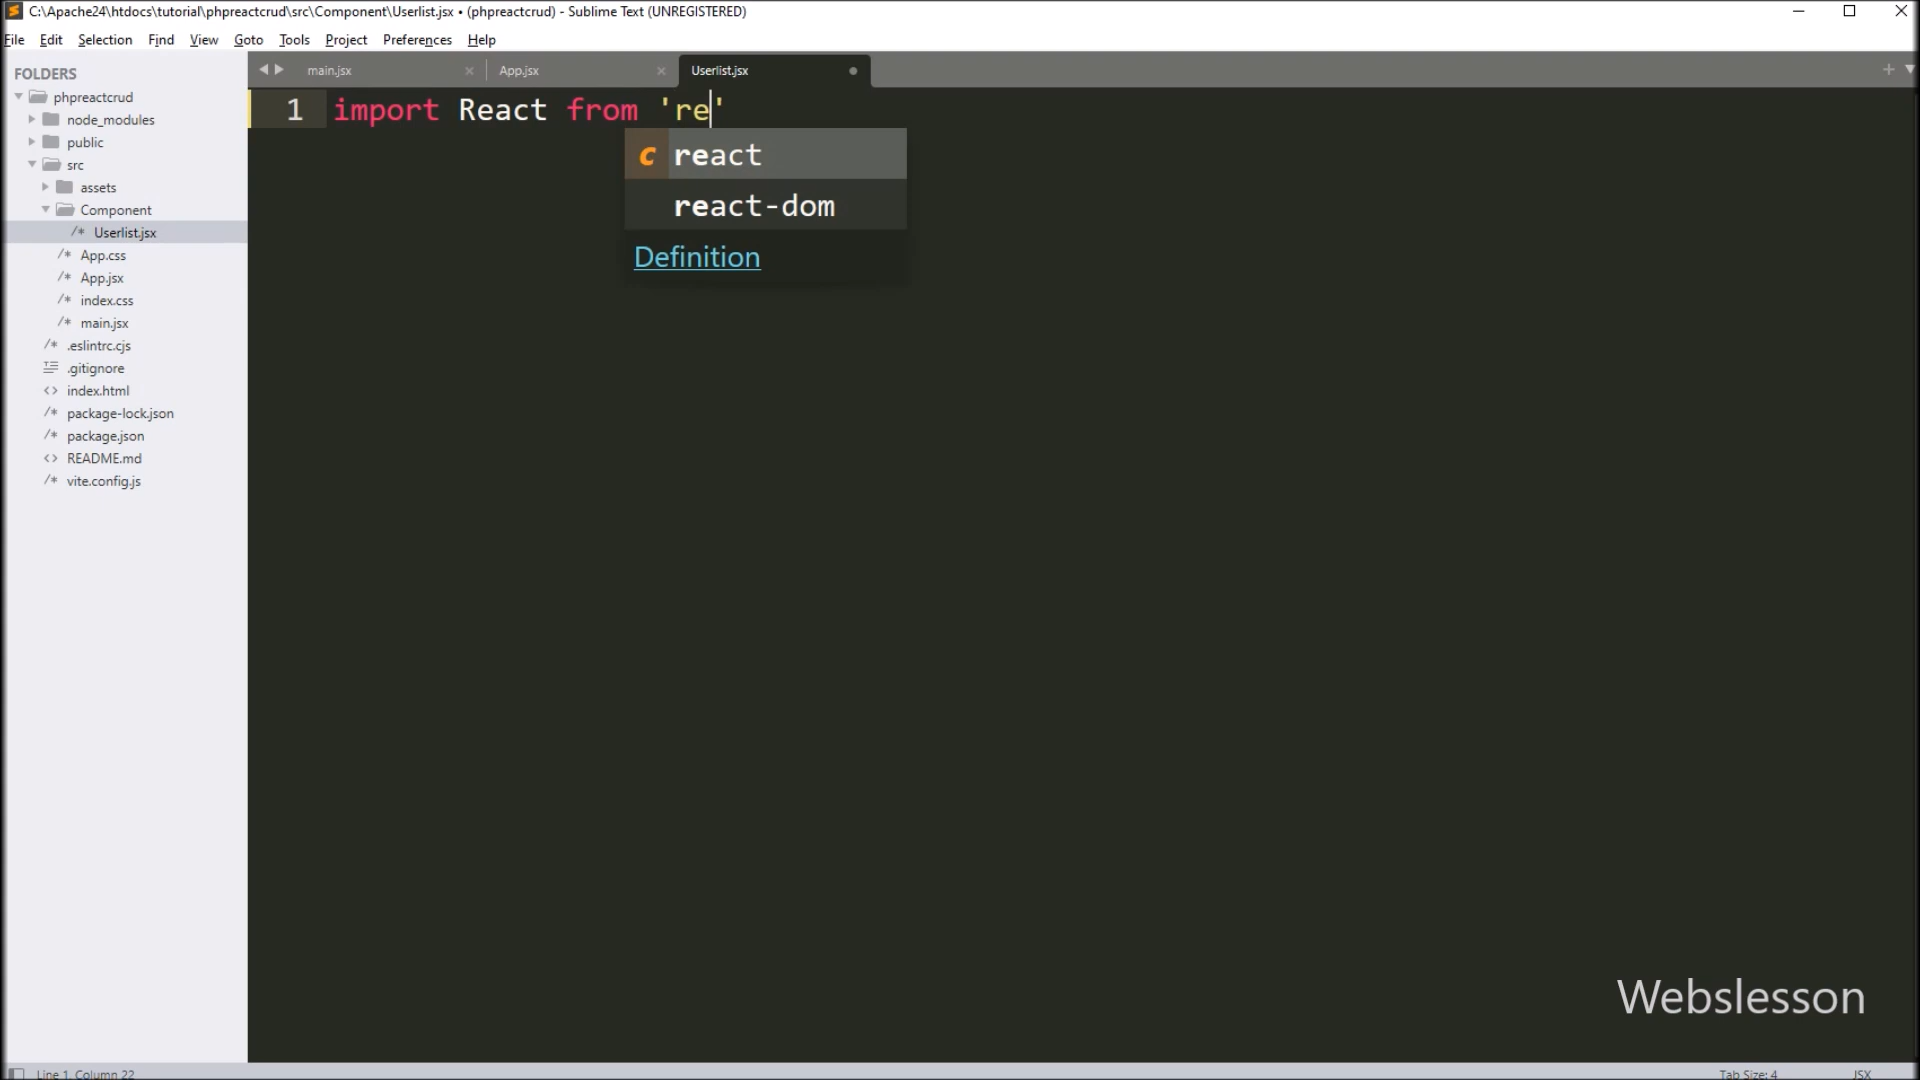 C:\Apache24\htdocs\tutorial\phpreactcrud\src\Component\Userlist.jsx • (phpreactcrud) - Sublime Text (UNREGISTERED)
File Edit Selection Find View Goto Tools Project Preferences Help
FOLDERS
phpreactcrud
node_modules
public
src
assets
Component
/* Userlist.jsx
/* App.css
/* App.jsx
/* index.css
/* main.jsx
/* .eslintrc.cjs
.gitignore
<> index.html
/* package-lock.json
/* package.json
<> README.md
/* vite.config.js
main.jsx × App.jsx × Userlist.jsx •
1 import React from 're'
c react
react-dom
Definition
Webslesson
Line 1, Column 22 Tab Size: 4 JSX